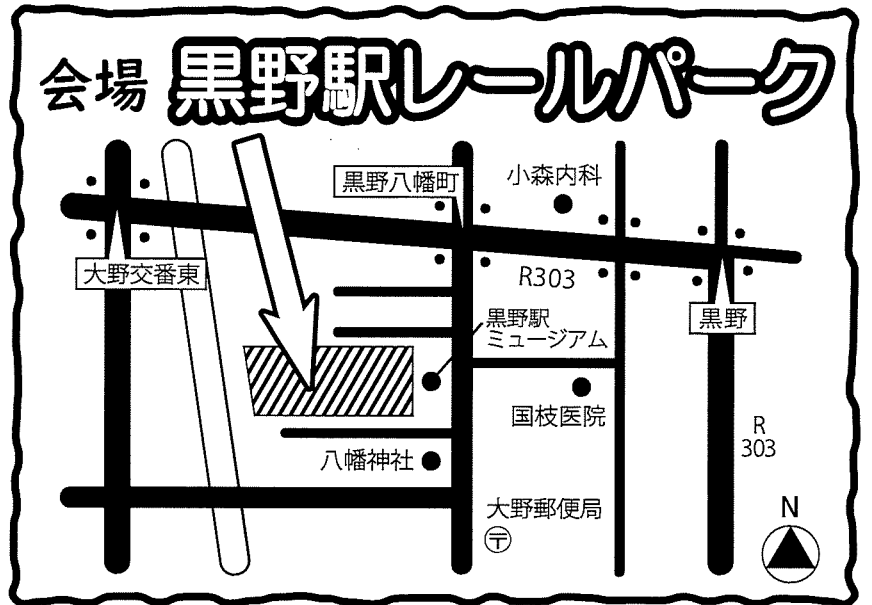 会場 黒野駅レールパーク
黒野八幡町
小森内科
大野交番東
R303
黒野
黒野駅
ミュージアム
国枝医院
R
303
八幡神社
大野郵便局
〒
N